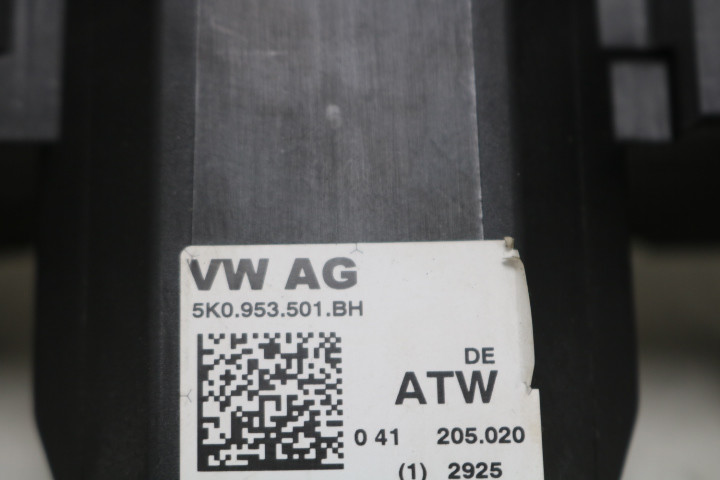 VW AG
5K0.953.501.BH
DE
ATW
0 41 205.020
(1) 2925